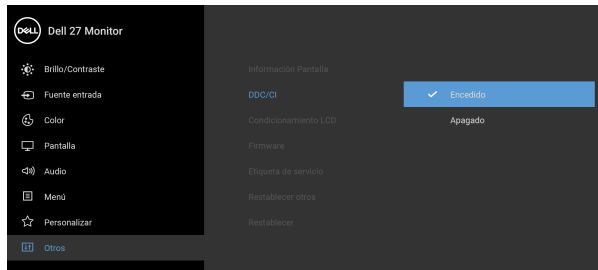 DELL Dell 27 Monitor
Brillo/Contraste
Fuente entrada
Color
Pantalla
Audio
Menú
Personalizar
Otros
Información Pantalla
DDC/CI
Condicionamiento LCD
Firmware
Etiqueta de servicio
Restablecer otros
Restablecer
Encedido
Apagado